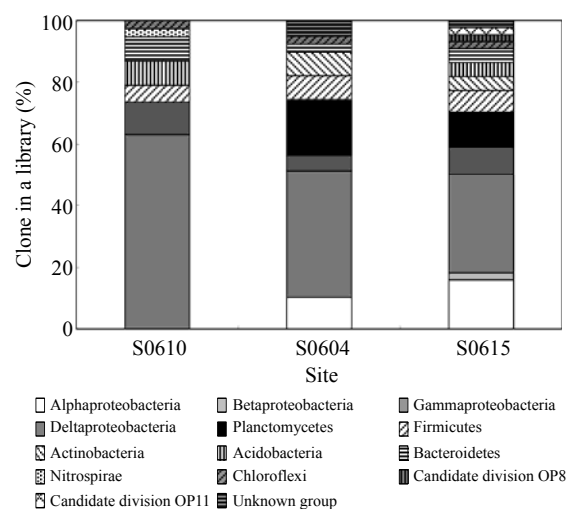 100
80
60
40
20
0
Clone in a library (%)
S0610 S0604 S0615
Site
Alphaproteobacteria Betaproteobacteria Gammaproteobacteria
Deltaproteobacteria Planctomycetes Firmicutes
Actinobacteria Acidobacteria Bacteroidetes
Nitrospirae Chloroflexi Candidate division OP8
Candidate division OP11 Unknown group